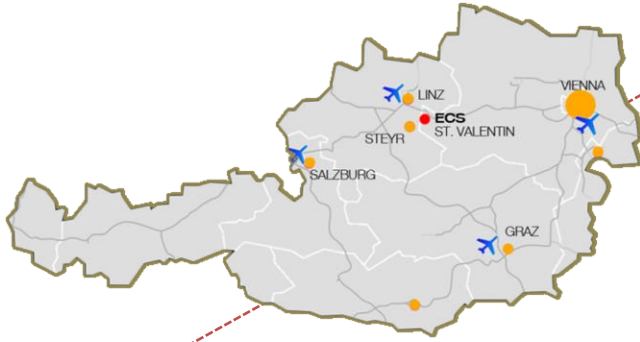 VIENNA
LINZ
ECS
STEYR
ST. VALENTIN
SALZBURG
GRAZ